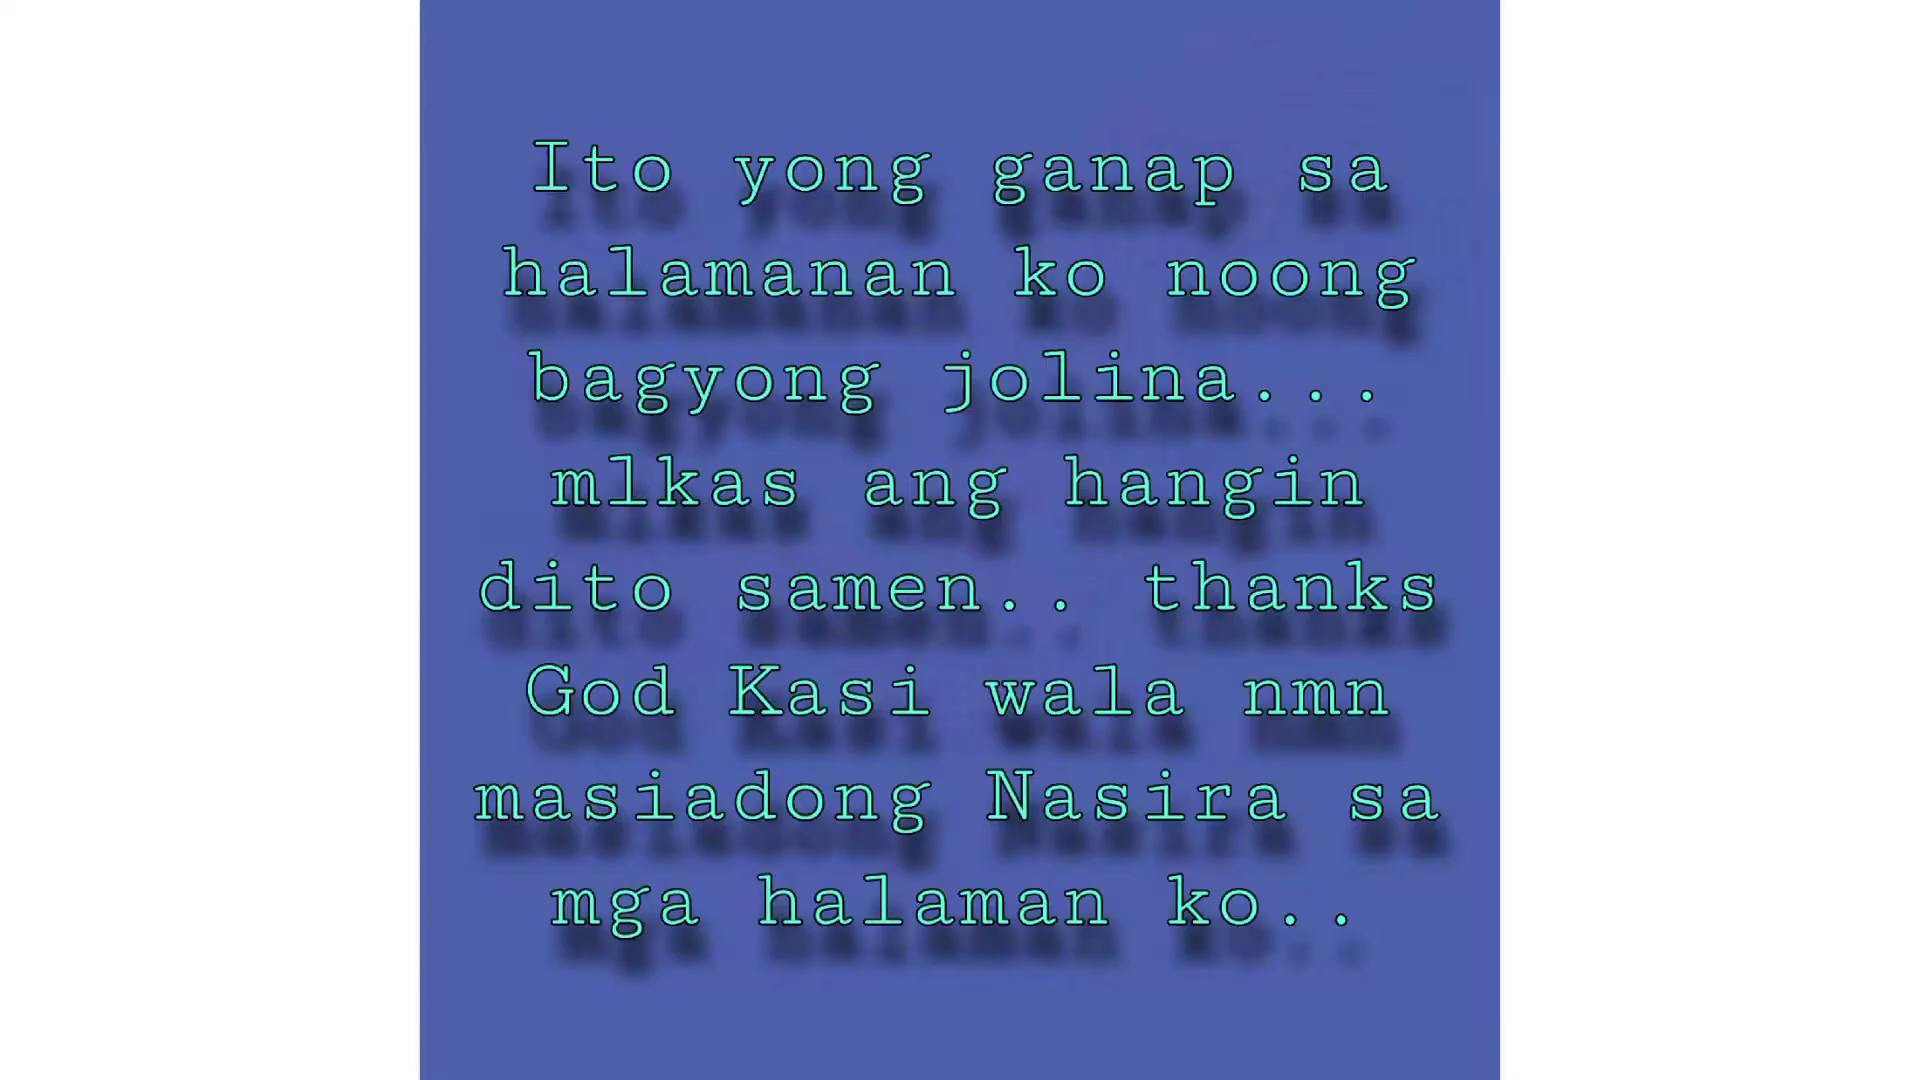 Ito yong ganap sa
halamanan ko noong
bagyong jolina...
mlkas ang hangin
dito samen.. thanks
God Kasi wala nmn
masiadong Nasira sa
mga halaman ko..